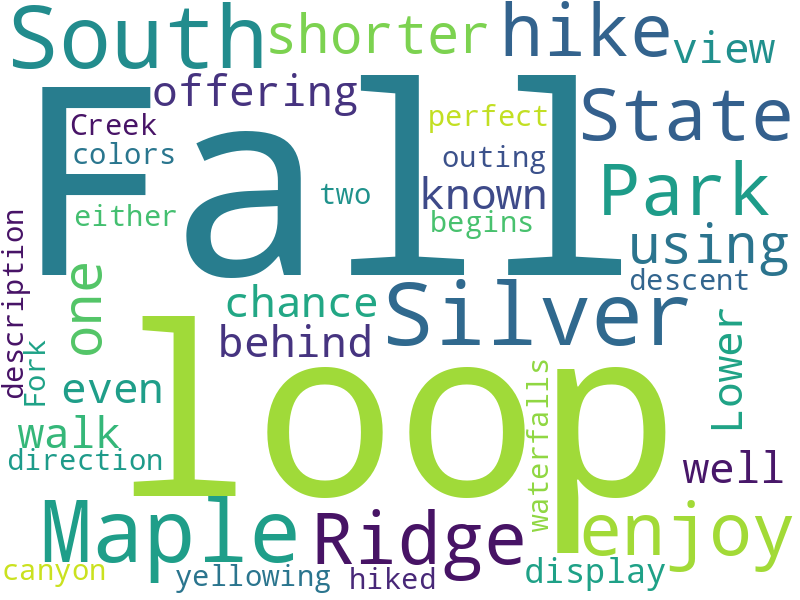 South
shorter
hike
view
Fall
offering
State
Creek
perfect
colors
outing
Park
two
known
either
begins
description
using
one
descent
chance
Silver
behind
Lower
loop
Fork
even
waterfalls
walk
well
direction
Maple
Ridge
enjoy
canyon
yellowing
hiked
display